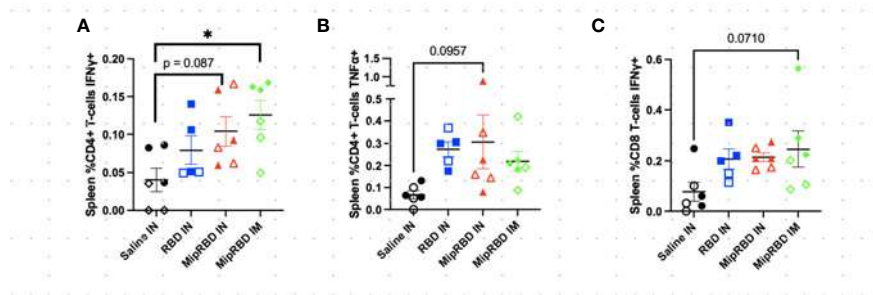 A
Spleen %CD4+ T-cells IFNγ+
0.20
0.15
0.10
0.05
0.00
*
p = 0.087
Saline IN
RBD IN
MipRBD IN
MipRBD IM
B
Spleen %CD4+ T-cells TNFα+
1.5
1.0
0.5
0.4
0.3
0.2
0.1
0.0
0.0957
Saline IN
RBD IN
MipRBD IN
MipRBD IM
C
Spleen %CD8 T-cells IFNγ+
0.6
0.4
0.2
0.0
0.0710
Saline IN
RBD IN
MipRBD IN
MipRBD IM